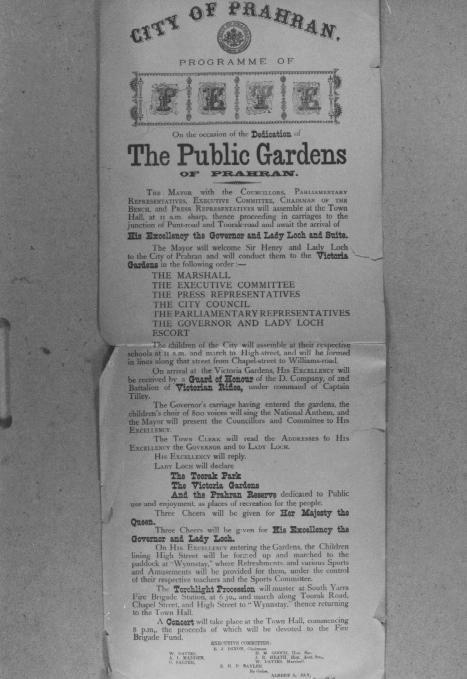 CITY OF PRAHRAN.
PROGRAMME OF
FETE
On the occasion of the Dedication of
The Public Gardens
OF PRAHRAN.
THE MAYOR with the COUNCILLORS, PARLIAMENTARY
REPRESENTATIVES, EXECUTIVE COMMITTEE, CHAIRMAN OF THE
BENCH, and PRESS REPRESENTATIVES will assemble at the Town
Hall, at 11 a.m. sharp, thence proceeding in carriages to the
junction of Punt-road and Toorak-road and await the arrival of
His Excellency the Governor and Lady Loch and Suite.
The Mayor will welcome Sir Henry and Lady Loch
to the City of Prahran and will conduct them to the Victoria
Gardens in the following order:—
THE MARSHALL
THE EXECUTIVE COMMITTEE
THE PRESS REPRESENTATIVES
THE CITY COUNCIL
THE PARLIAMENTARY REPRESENTATIVES
THE GOVERNOR AND LADY LOCH
ESCORT
The children of the City will assemble at their respective
schools at 11 a.m. and march to High-street, and will be formed
in lines along that street from Chapel-street to Williams-road.
On arrival at the Victoria Gardens, HIS EXCELLENCY will
be received by a Guard of Honour of the D. Company, of 2nd
Battalion of Victorian Rifles, under command of Captain
Tilley.
The Governor's carriage having entered the gardens, the
children's choir of 800 voices will sing the National Anthem, and
the Mayor will present the Councillors and Committee to HIS
EXCELLENCY.
The TOWN CLERK will read the ADDRESSES to HIS
EXCELLENCY the GOVERNOR and to LADY LOCH.
HIS EXCELLENCY will reply.
LADY LOCH will declare
The Toorak Park
The Victoria Gardens
And the Prahran Reserve dedicated to Public
use and enjoyment, as places of recreation for the people.
Three Cheers will be given for Her Majesty the
Queen.
Three Cheers will be given for His Excellency the
Governor and Lady Loch.
On HIS EXCELLENCY entering the Gardens, the Children
lining High Street will be formed up and marched to the
paddock at "Wynnstay," where Refreshments and various Sports
and Amusements will be provided for them, under the control
of their respective teachers and the Sports Committee.
The Torchlight Procession will muster at South Yarra
Fire Brigade Station, at 6.30, and march along Toorak Road,
Chapel Street, and High Street to "Wynnstay," thence returning
to the Town Hall.
A Concert will take place at the Town Hall, commencing
8 p.m., the proceeds of which will be devoted to the Fire
Brigade Fund.
EXECUTIVE COMMITTEE:
E. J. DIXON, Chairman.
W. DAVIES,
J. R. HEATH, Hon. Asst. Sec.,
W. DAVIES, Marshall.
By Order,